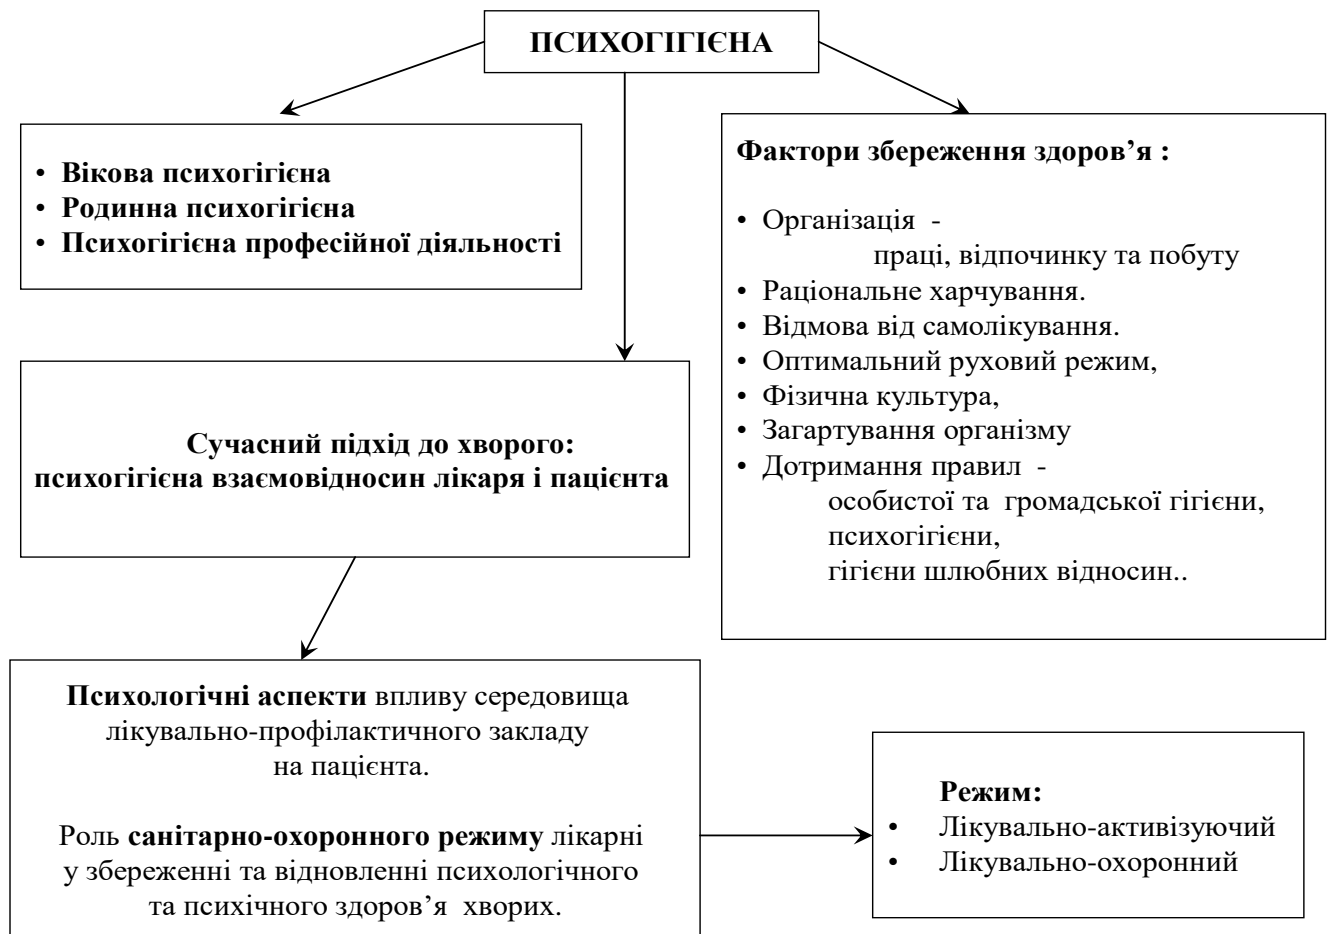 ПСИХОГІГІЄНА
• Вікова психогігієна
• Родинна психогігієна
• Психогігієна професійної діяльності
Фактори збереження здоров’я :
• Організація -
праці, відпочинку та побуту
• Раціональне харчування.
• Відмова від самолікування.
• Оптимальний руховий режим,
• Фізична культура,
• Загартування організму
• Дотримання правил -
особистої та громадської гігієни,
психогігієни,
гігієни шлюбних відносин..
Сучасний підхід до хворого:
психогігієна взаємовідносин лікаря і пацієнта
Психологічні аспекти впливу середовища
лікувально-профілактичного закладу
на пацієнта.
Роль санітарно-охоронного режиму лікарні
у збереженні та відновленні психологічного
та психічного здоров’я хворих.
Режим:
• Лікувально-активізуючий
• Лікувально-охоронний